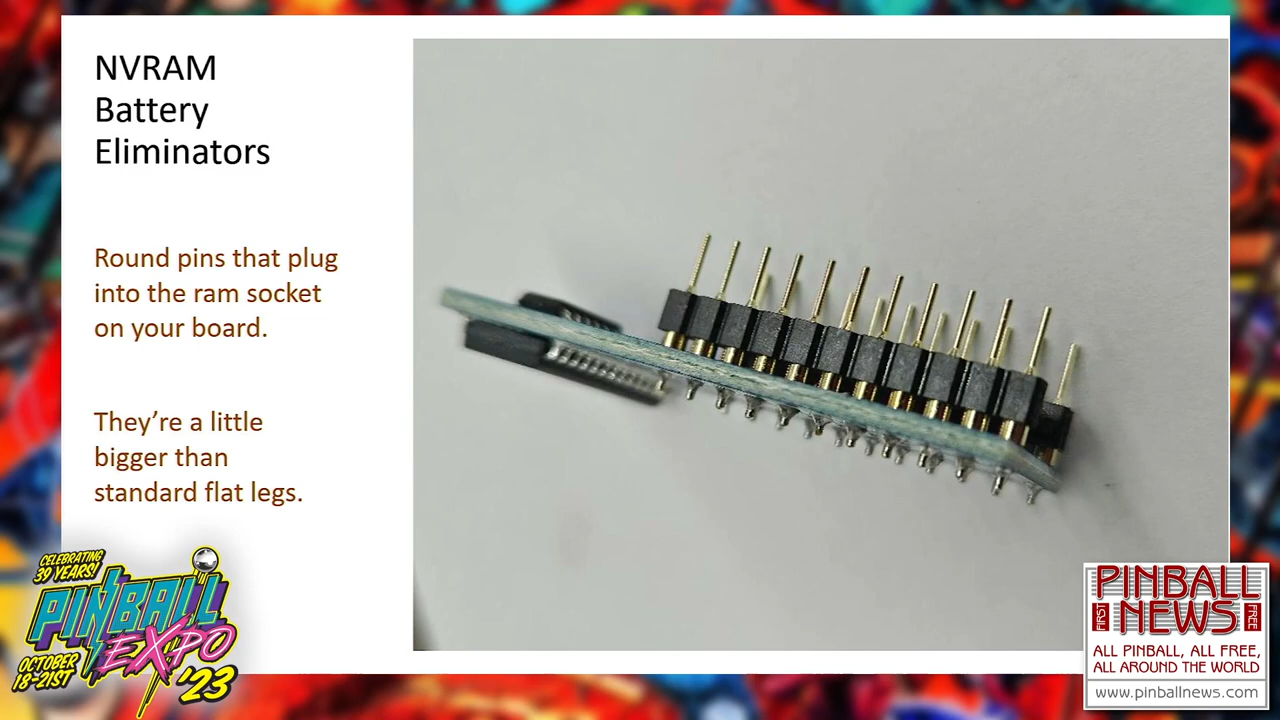 NVRAM
Battery
Eliminators
Round pins that plug
into the ram socket
on your board.
They’re a little
bigger than
standard flat legs.
CELEBRATING
39 YEARS!
PINBALL
EXPO
OCTOBER
18-21ST
'23
PINBALL
FIRST NEWS FREE
ALL PINBALL, ALL FREE,
ALL AROUND THE WORLD
www.pinballnews.com